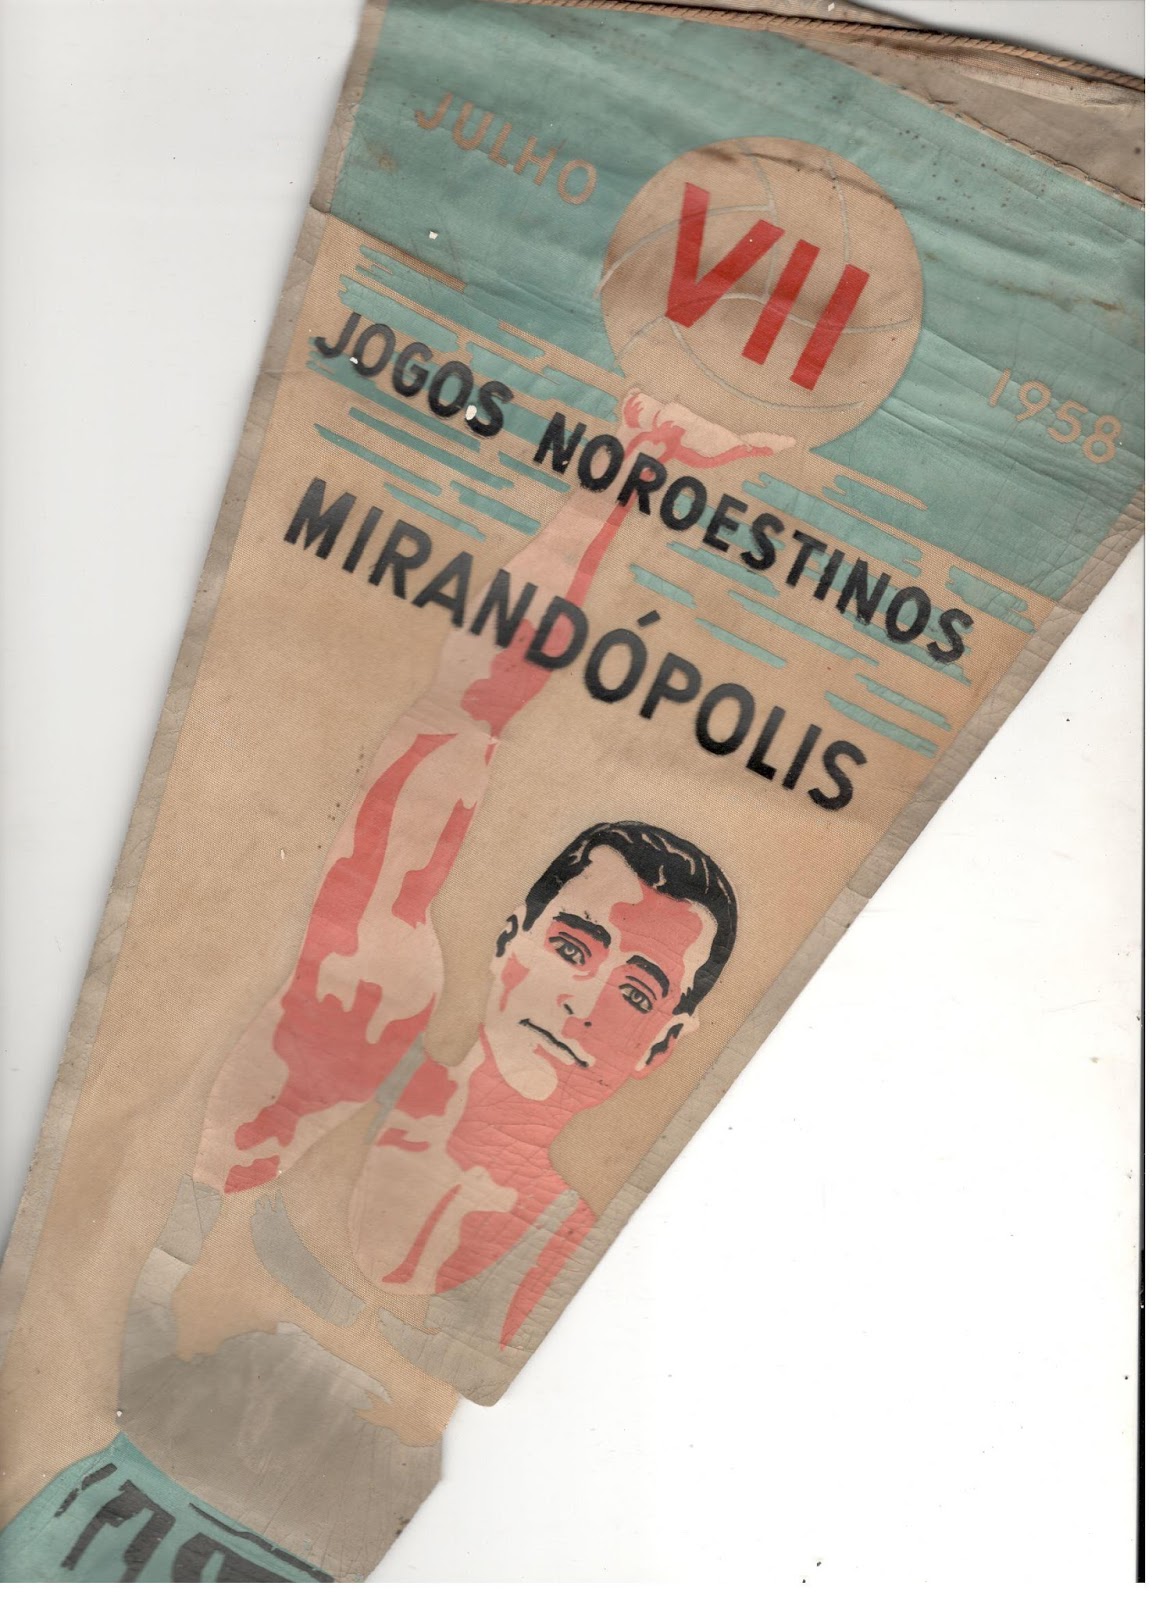 JULHO 1958
VII
JOGOS NOROESTINOS
MIRANDÓPOLIS